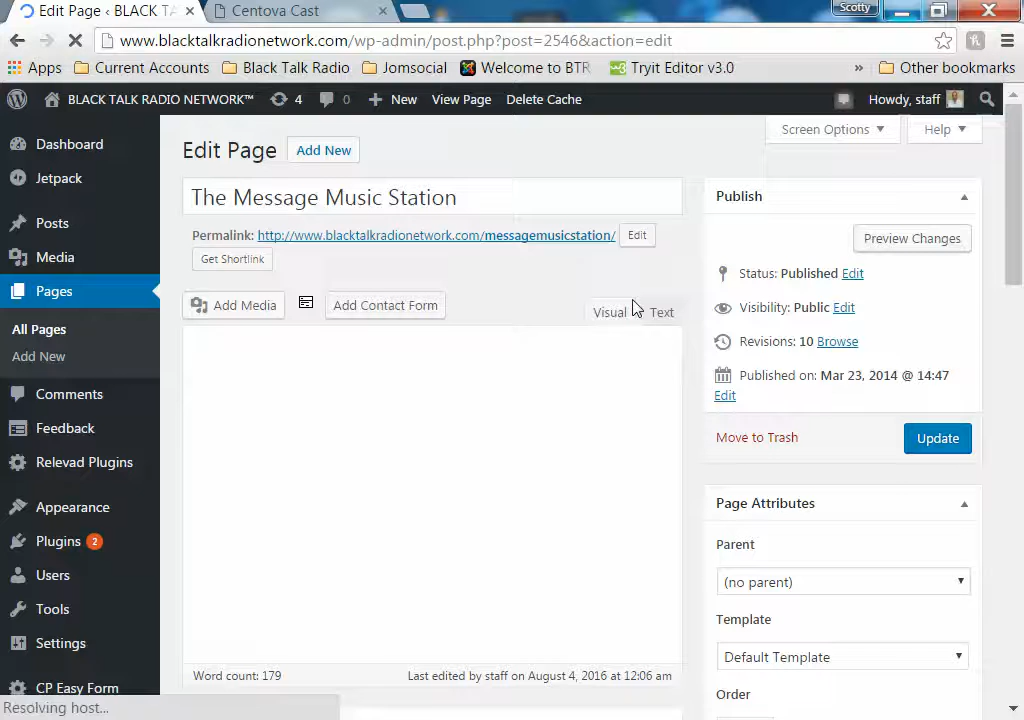 Edit Page ‹ BLACK TA
Centova Cast
Scotty
www.blacktalkradionetwork.com/wp-admin/post.php?post=2546&action=edit
Apps
Current Accounts
Black Talk Radio
Jomsocial
Welcome to BTR
Tryit Editor v3.0
»
Other bookmarks
BLACK TALK RADIO NETWORK™
4
0
New
View Page
Delete Cache
Howdy, staff
Screen Options
Help
Dashboard
Jetpack
Posts
Media
Pages
All Pages
Add New
Comments
Feedback
Relevad Plugins
Appearance
Plugins 2
Users
Tools
Settings
CP Easy Form
Resolving host...
Edit Page
Add New
The Message Music Station
Permalink: http://www.blacktalkradionetwork.com/messagemusicstation/ Edit
Get Shortlink
Add Media
Add Contact Form
Visual
Text
Word count: 179
Last edited by staff on August 4, 2016 at 12:06 am
Publish
Preview Changes
Status: Published Edit
Visibility: Public Edit
Revisions: 10 Browse
Published on: Mar 23, 2014 @ 14:47
Edit
Move to Trash
Update
Page Attributes
Parent
(no parent)
Template
Default Template
Order